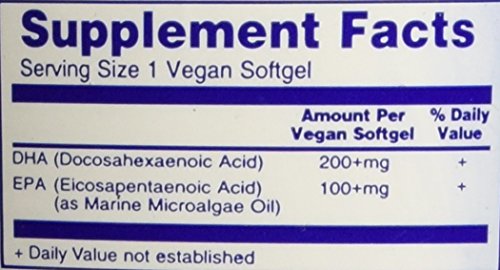 Supplement Facts
Serving Size 1 Vegan Softgel
Amount Per % Daily
Vegan Softgel Value
DHA (Docosahexaenoic Acid) 200+mg +
EPA (Eicosapentaenoic Acid) 100+mg +
(as Marine Microalgae Oil)
+ Daily Value not established